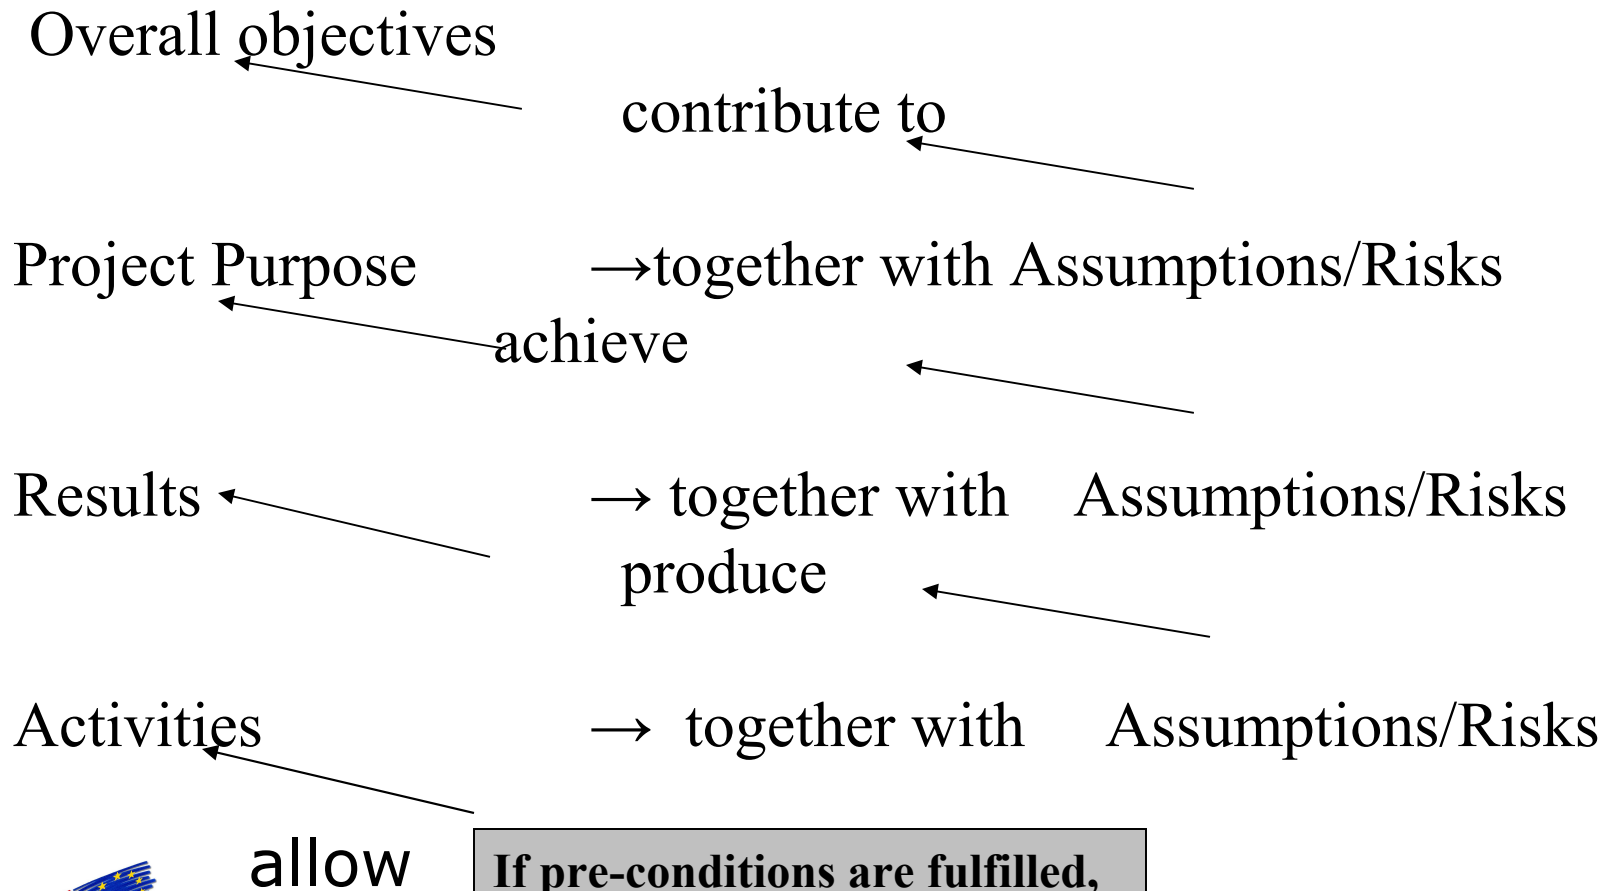 Overall objectives
contribute to
Project Purpose →together with Assumptions/Risks
achieve
Results → together with Assumptions/Risks
produce
Activities → together with Assumptions/Risks
allow
If pre-conditions are fulfilled,